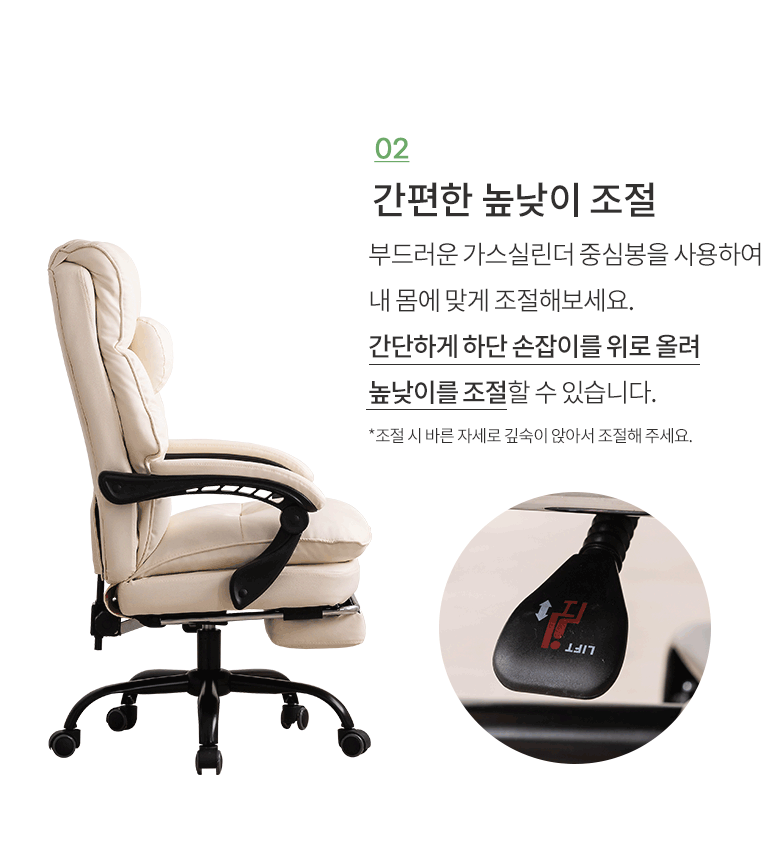 02
간편한 높낮이 조절
부드러운 가스실린더 중심봉을 사용하여
내 몸에 맞게 조절해보세요.
간단하게 하단 손잡이를 위로 올려
높낮이를 조절할 수 있습니다.
*조절 시 바른 자세로 깊숙이 앉아서 조절해 주세요.
LIFT